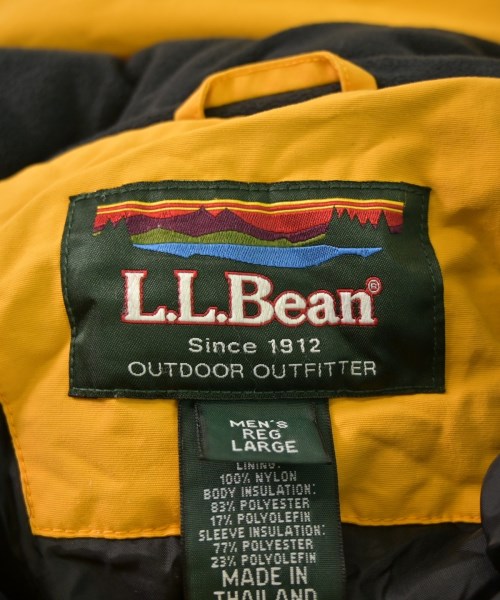 L.L.Bean®
Since 1912
OUTDOOR OUTFITTER
MEN'S
REG
LARGE
LINING:
100% NYLON
BODY INSULATION:
83% POLYESTER
17% POLYOLEFIN
SLEEVE INSULATION:
77% POLYESTER
23% POLYOLEFIN
MADE IN
THAILAND